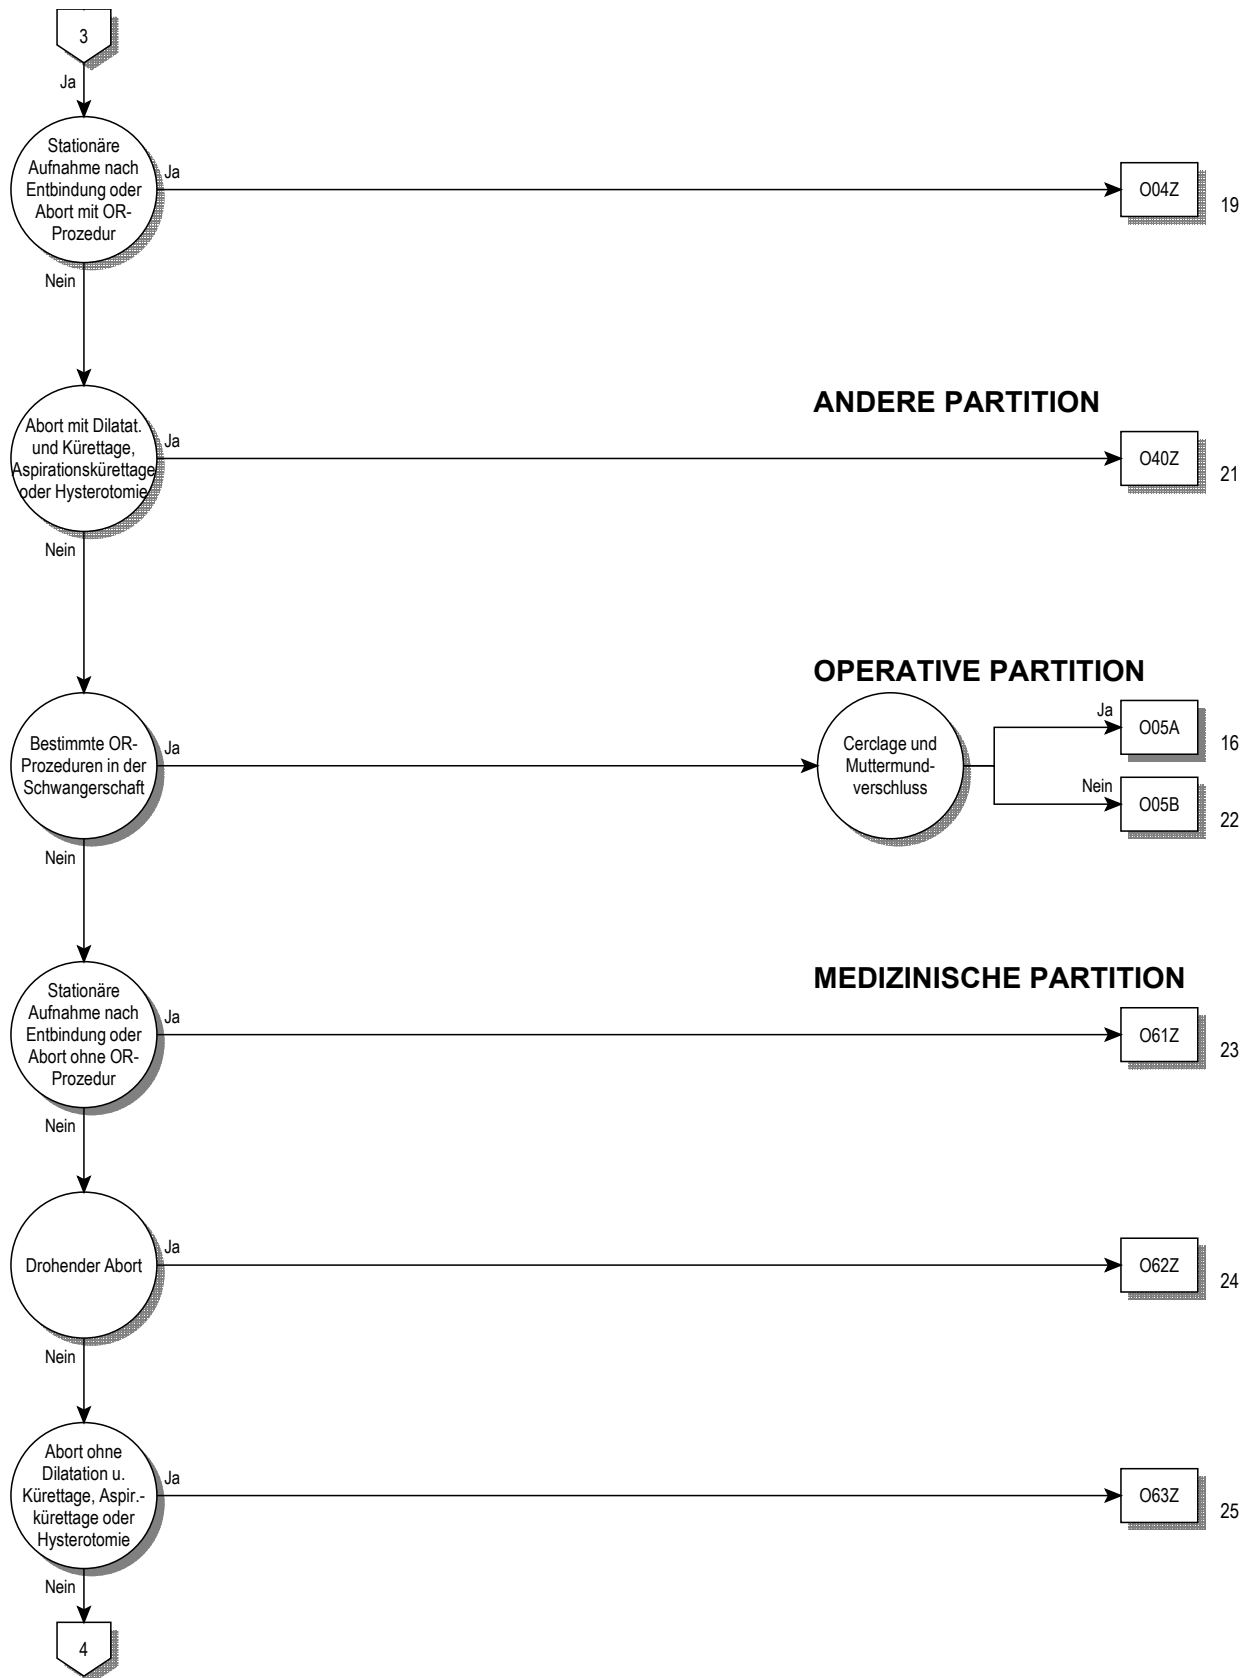 3
Ja
Stationäre
Aufnahme nach
Entbindung oder
Abort mit OR-
Prozedur
Ja
O04Z
19
Nein
ANDERE PARTITION
Abort mit Dilatat.
und Kürettage,
Aspirationskürettage
oder Hysterotomie
Ja
O40Z
21
Nein
OPERATIVE PARTITION
Bestimmte OR-
Prozeduren in der
Schwangerschaft
Ja
Cerclage und
Muttermund-
verschluss
Ja
O05A
16
Nein
O05B
22
Nein
MEDIZINISCHE PARTITION
Stationäre
Aufnahme nach
Entbindung oder
Abort ohne OR-
Prozedur
Ja
O61Z
23
Nein
Drohender Abort
Ja
O62Z
24
Nein
Abort ohne
Dilatation u.
Kürettage, Aspir.-
kürettage oder
Hysterotomie
Ja
O63Z
25
Nein
4